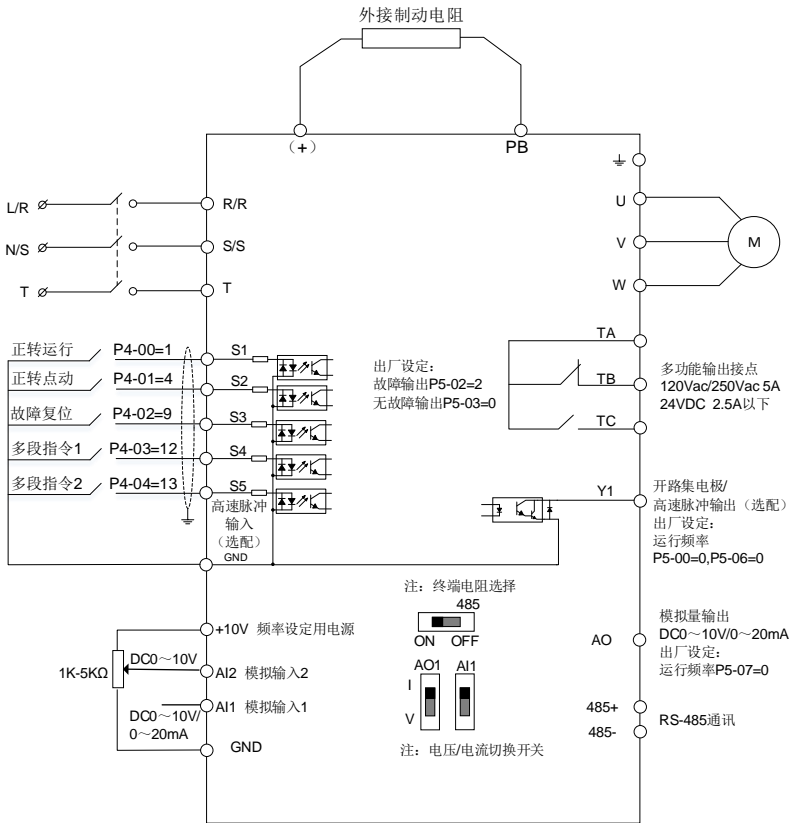 外接制动电阻
（+）
PB
L/R
R/R
U
N/S
S/S
V
M
T
T
W
TA
正转运行
P4-00=1
S1
正转点动
P4-01=4
S2
故障复位
P4-02=9
S3
多段指令1
P4-03=12
S4
多段指令2
P4-04=13
S5
高速脉冲
输入
（选配）
GND
出厂设定：
故障输出P5-02=2
无故障输出P5-03=0
TB
TC
多功能输出接点
120Vac/250Vac 5A
24VDC 2.5A以下
Y1
开路集电极/
高速脉冲输出（选配）
出厂设定：
运行频率
P5-00=0,P5-06=0
注：终端电阻选择
485
ON OFF
+10V 频率设定用电源
1K-5KΩ
DC0～10V
AI2 模拟输入2
DC0～10V/
0～20mA
AI1 模拟输入1
GND
AO1 AI1
I
V
注：电压/电流切换开关
AO
模拟量输出
DC0～10V/0～20mA
出厂设定：
运行频率P5-07=0
485+
485-
RS-485通讯